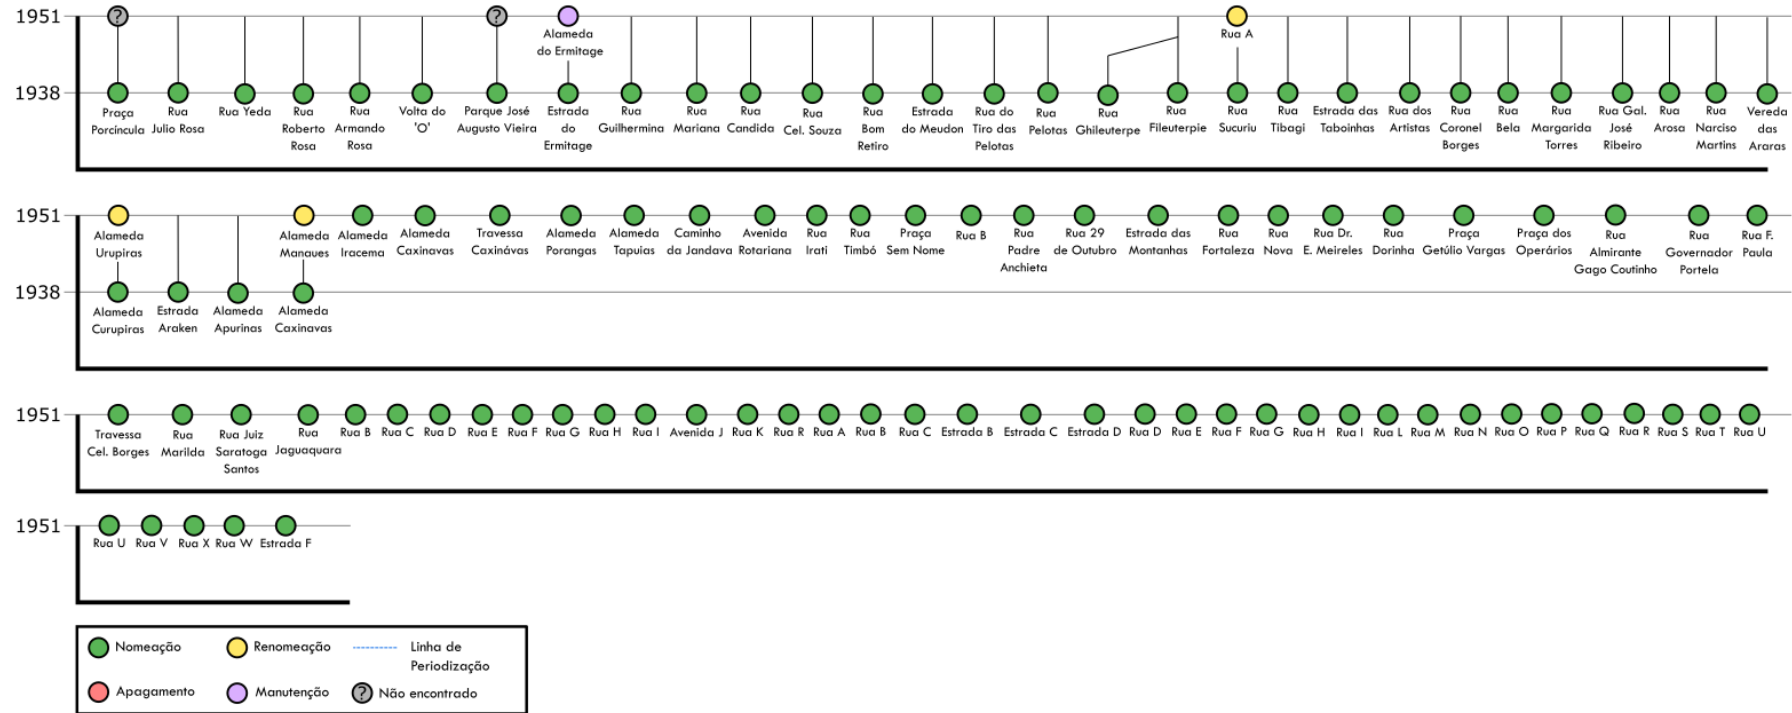 1951
?
?
Alameda
do Ermitage
Rua A
1938
Praça
Porcíncula
Rua
Julio Rosa
Rua Yeda
Rua
Roberto
Rosa
Rua
Armando
Rosa
Volta do
'O'
Parque José
Augusto Vieira
Estrada
do
Ermitage
Rua
Guilhermina
Rua
Mariana
Rua
Candida
Rua
Cel. Souza
Rua
Bom
Retiro
Estrada
do Meudon
Rua do
Tiro das
Pelotas
Rua
Pelotas
Rua
Ghileuterpe
Rua
Fileuterpie
Rua
Sucuriu
Rua
Tibagi
Estrada das
Taboinhas
Rua dos
Artistas
Rua
Coronel
Borges
Rua
Bela
Rua
Margarida
Torres
Rua Gal.
José
Ribeiro
Rua
Arosa
Rua
Narciso
Martins
Vereda
das
Araras
1951
Alameda
Urupiras
Alameda
Manaues
Alameda
Iracema
Alameda
Caxinavas
Travessa
Caxinávas
Alameda
Porangas
Alameda
Tapuias
Caminho
da Jandava
Avenida
Rotariana
Rua
Irati
Rua
Timbó
Praça
Sem Nome
Rua B
Rua
Padre
Anchieta
Rua 29
de Outubro
Estrada das
Montanhas
Rua
Fortaleza
Rua
Nova
Rua Dr.
E. Meireles
Rua
Dorinha
Praça
Getúlio Vargas
Praça dos
Operários
Rua
Almirante
Gago Coutinho
Rua
Governador
Portela
Rua F.
Paula
1938
Alameda
Curupiras
Estrada
Araken
Alameda
Apurinas
Alameda
Caxinavas
1951
Travessa
Cel. Borges
Rua
Marilda
Rua Juiz
Saratoga
Santos
Rua
Jaguaquara
Rua B
Rua C
Rua D
Rua E
Rua F
Rua G
Rua H
Rua I
Avenida J
Rua K
Rua R
Rua A
Rua B
Rua C
Estrada B
Estrada C
Estrada D
Rua D
Rua E
Rua F
Rua G
Rua H
Rua I
Rua L
Rua M
Rua N
Rua O
Rua P
Rua Q
Rua R
Rua S
Rua T
Rua U
1951
Rua U
Rua V
Rua X
Rua W
Estrada F
Nomeação
Renomeação
Linha de
Periodização
Apagamento
Manutenção
?
Não encontrado